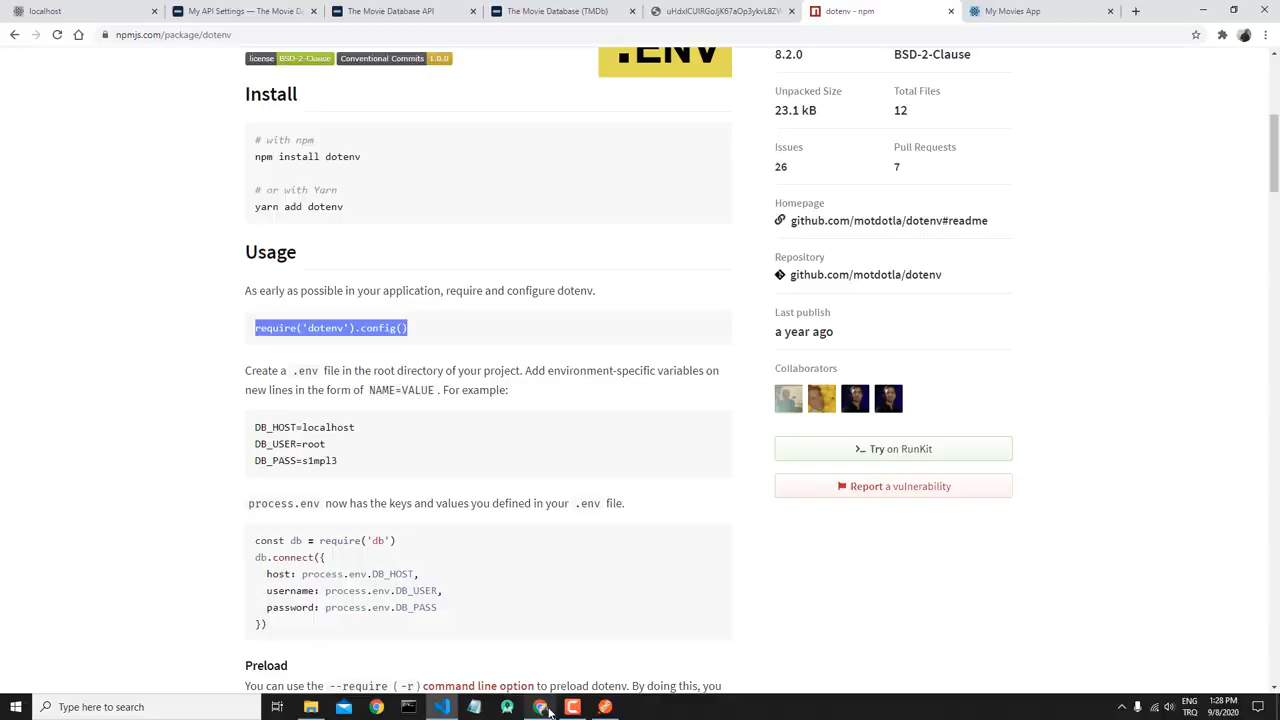 localhost
My API Settings — The Movie D
The Movie Database API
The Movie Database (TMDb)
uHdxlCUIRGoJjK67aOp3ykvL8ZW
dotenv - npm
My Movies App
npmjs.com/package/dotenv
license BSD-2-Clause Conventional Commits 1.0.0
.ENV
8.2.0
BSD-2-Clause
Install
Unpacked Size
Total Files
23.1 kB
12
# with npm
npm install dotenv
Issues
Pull Requests
26
7
# or with Yarn
yarn add dotenv
Homepage
github.com/motdotla/dotenv#readme
Usage
Repository
github.com/motdotla/dotenv
As early as possible in your application, require and configure dotenv.
require('dotenv').config()
Last publish
a year ago
Create a .env file in the root directory of your project. Add environment-specific variables on
new lines in the form of NAME=VALUE. For example:
Collaborators
DB_HOST=localhost
DB_USER=root
DB_PASS=s1mpl3
Try on RunKit
Report a vulnerability
process.env now has the keys and values you defined in your .env file.
const db = require('db')
db.connect({
host: process.env.DB_HOST,
username: process.env.DB_USER,
password: process.env.DB_PASS
})
Preload
You can use the --require (-r) command line option to preload dotenv. By doing this, you
Type here to search
ENG
TRQ
1:28 PM
9/8/2020